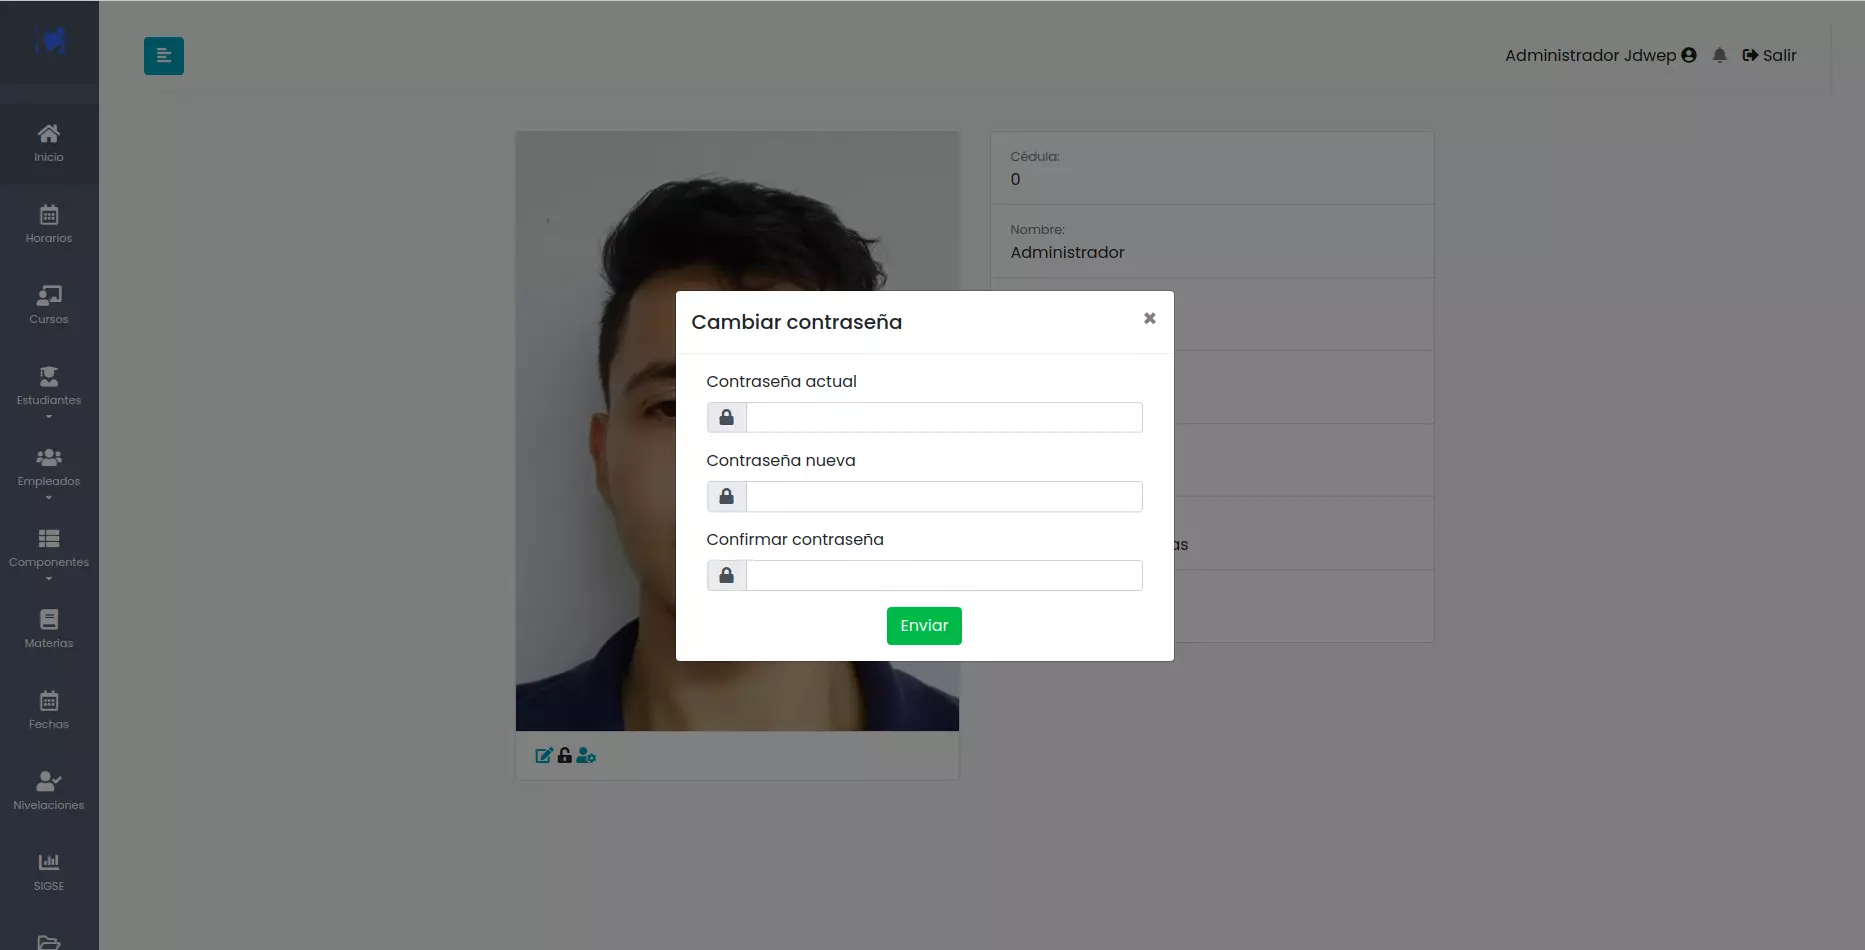 Administrador Jdwep
Salir
Inicio
Horarios
Cursos
Estudiantes
Empleados
Componentes
Materias
Fechas
Nivelaciones
SIGSE
Cédula:
0
Nombre:
Administrador
as
Cambiar contraseña
Contraseña actual
Contraseña nueva
Confirmar contraseña
Enviar